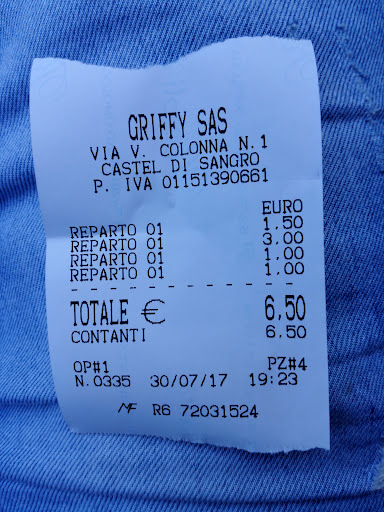 GRIFFY SAS
VIA V. COLONNA N.1
CASTEL DI SANGRO
P. IVA 01151390661
EURO
REPARTO 01 1,50
REPARTO 01 3,00
REPARTO 01 1,00
REPARTO 01 1,00
TOTALE € 6,50
CONTANTI 6,50
OP#1 PZ#4
N.0335 30/07/17 19:23
MF R6 72031524